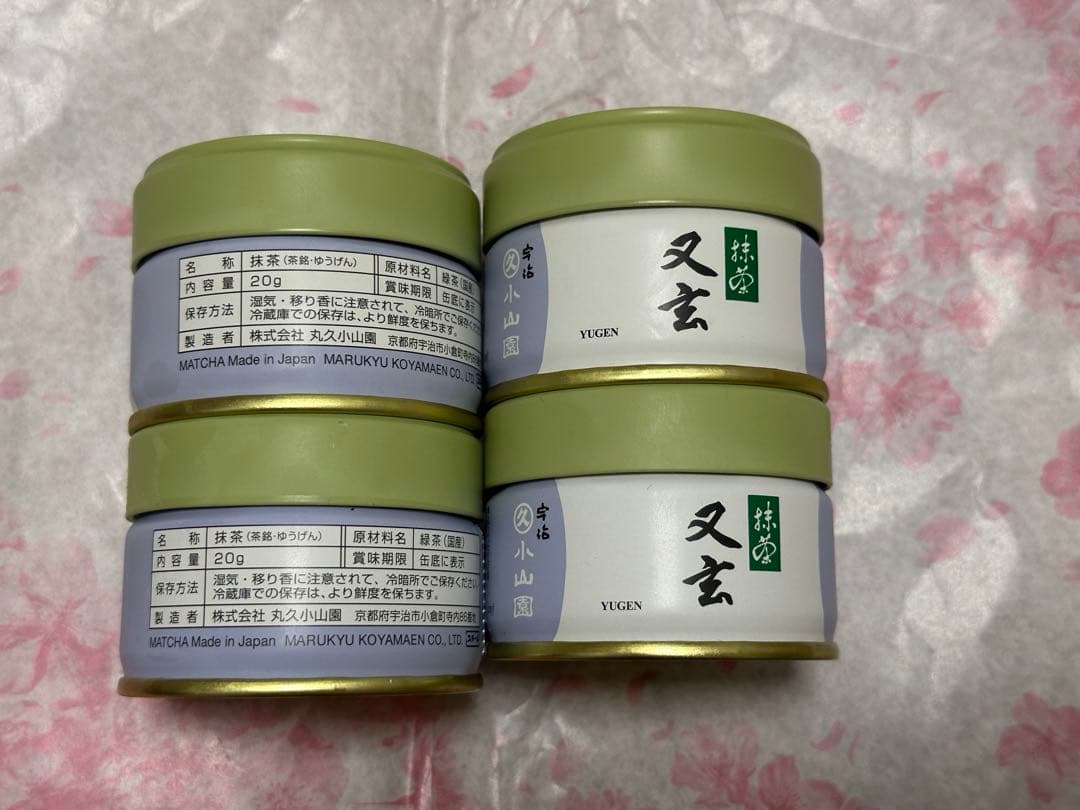 名称 抹茶(茶銘・ゆうげん) 原材料名 緑茶(国産
内容量 20g 賞味期限 缶底に表示
保存方法 湿気・移り香に注意されて、冷暗所でご保存くだ
冷蔵庫での保存は、より鮮度を保ちます。
製造者 株式会社 丸久小山園 京都府宇治市小倉町寺内
MATCHA Made in Japan MARUKYU KOYAMAEN CO., LTD.
宇治
久
小山園
又玄
抹茶
YUGEN
名称 抹茶(茶銘・ゆうげん) 原材料名 緑茶(国産)
内容量 20g 賞味期限 缶底に表示
保存方法 湿気・移り香に注意されて、冷暗所でご保存ください
冷蔵庫での保存は、より鮮度を保ちます。
製造者 株式会社 丸久小山園 京都府宇治市小倉町寺内86番
MATCHA Made in Japan MARUKYU KOYAMAEN CO., LTD
宇治
久
小山園
又玄
抹茶
YUGEN